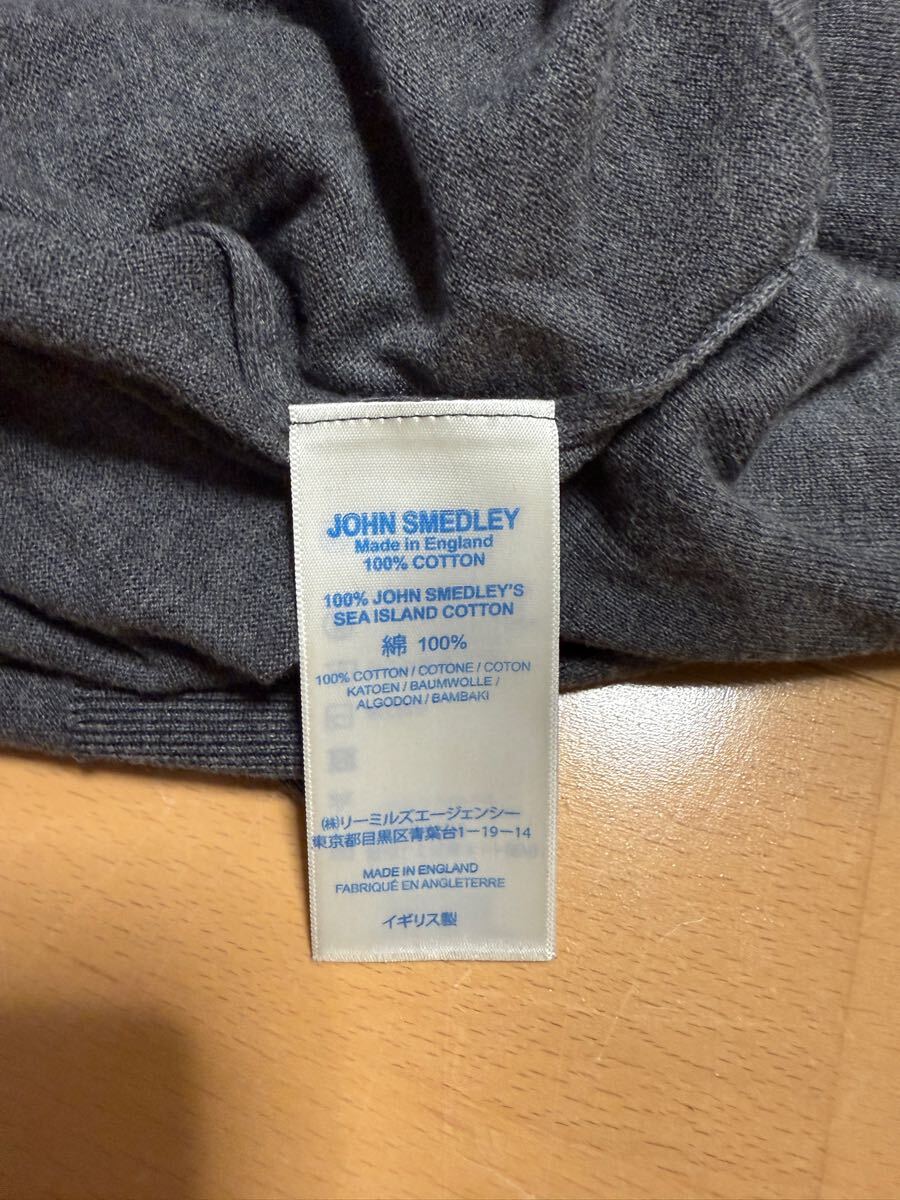 JOHN SMEDLEY
Made in England
100% COTTON
100% JOHN SMEDLEY'S
SEA ISLAND COTTON
綿 100%
100% COTTON / COTONE / COTON
KATOEN / BAUMWOLLE /
ALGODON / BAMBAKI
㈱リーミルズエージェンシー
東京都目黒区青葉台1-19-14
MADE IN ENGLAND
FABRIQUÉ EN ANGLETERRE
イギリス製